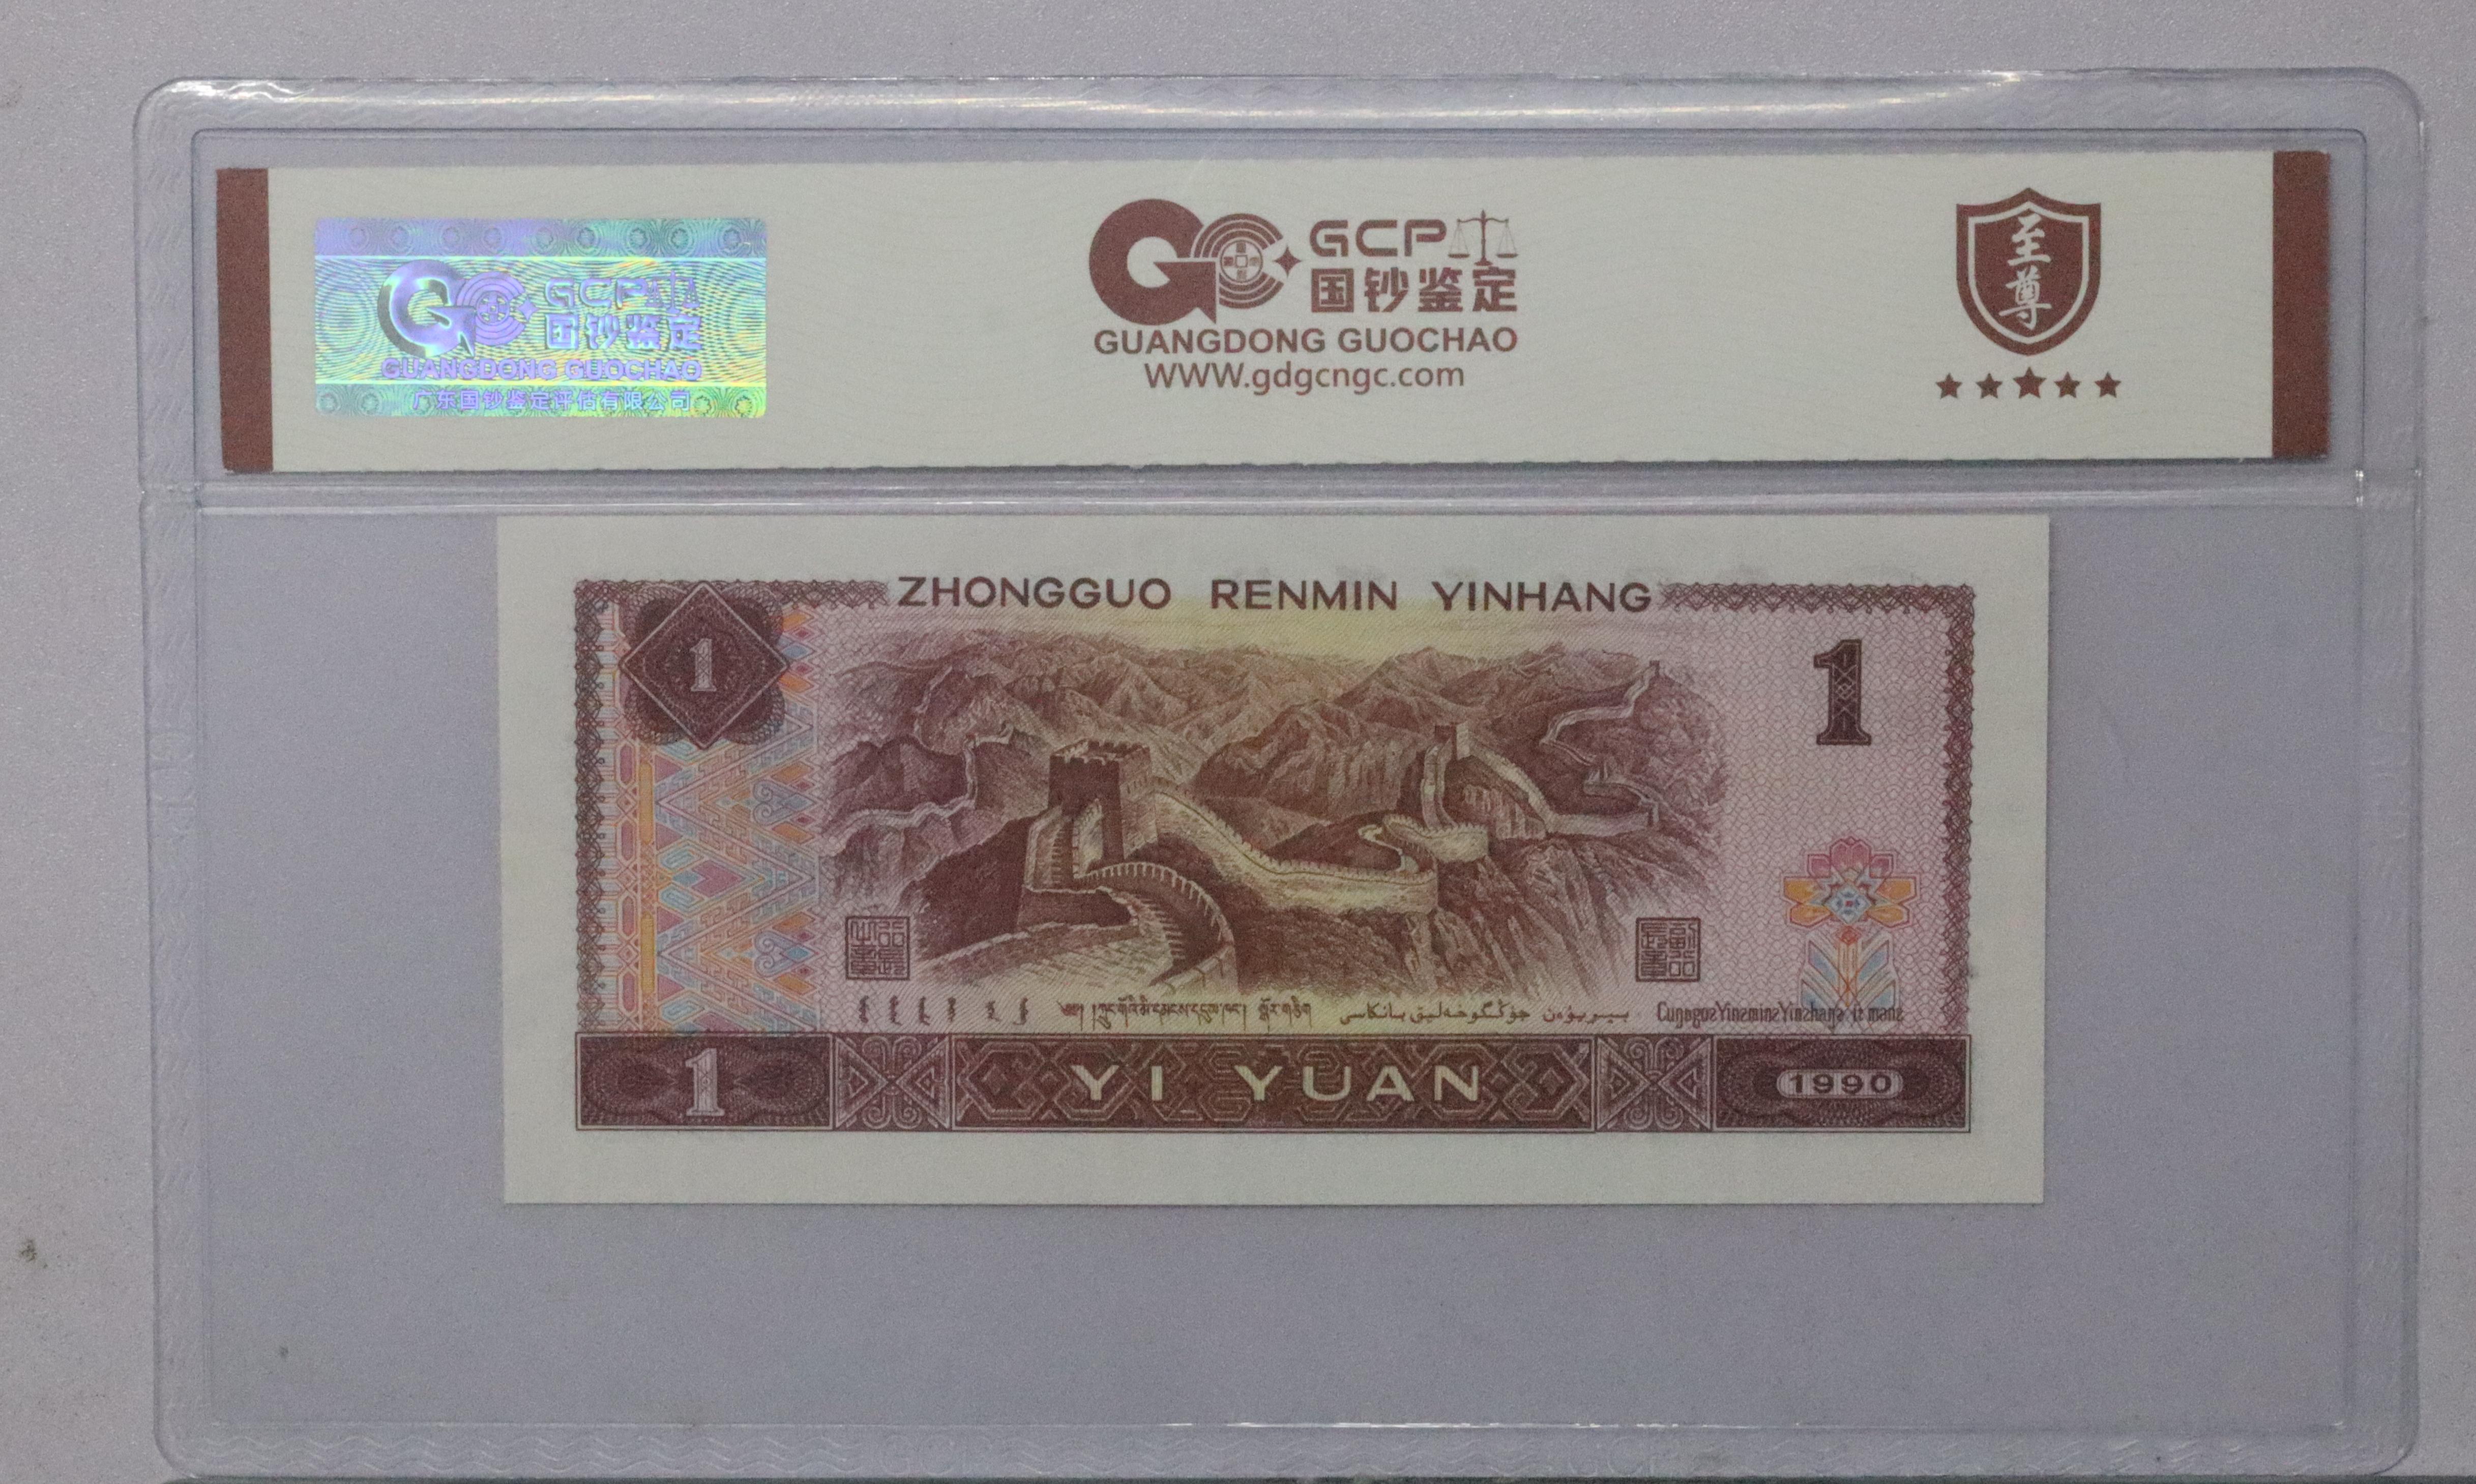 GCP
国钞鉴定
GUANGDONG GUOCHAO
广东国钞鉴定评估有限公司
GCP
国钞鉴定
GUANGDONG GUOCHAO
WWW.gdgcngc.com
至尊
ZHONGGUO RENMIN YINHANG
1
1
1
YI YUAN
1990